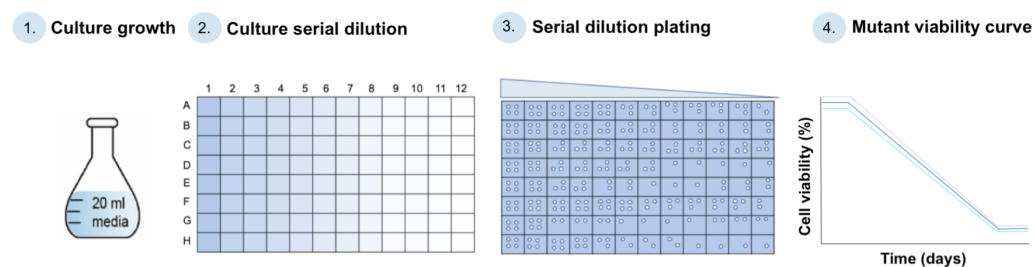 1. Culture growth
2. Culture serial dilution
3. Serial dilution plating
4. Mutant viability curve
20 ml
media
1 2 3 4 5 6 7 8 9 10 11 12
A
B
C
D
E
F
G
H
Cell viability (%)
Time (days)